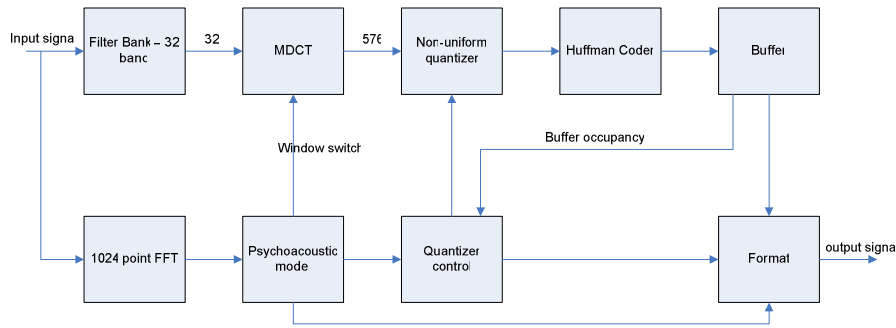 Input signa
Filter Bank – 32
banc
32
MDCT
576
Non-uniform
quantizer
Huffman Coder
Buffer
Window switch
Buffer occupancy
1024 point FFT
Psychoacoustic
mode
Quantizer
control
Format
output signa